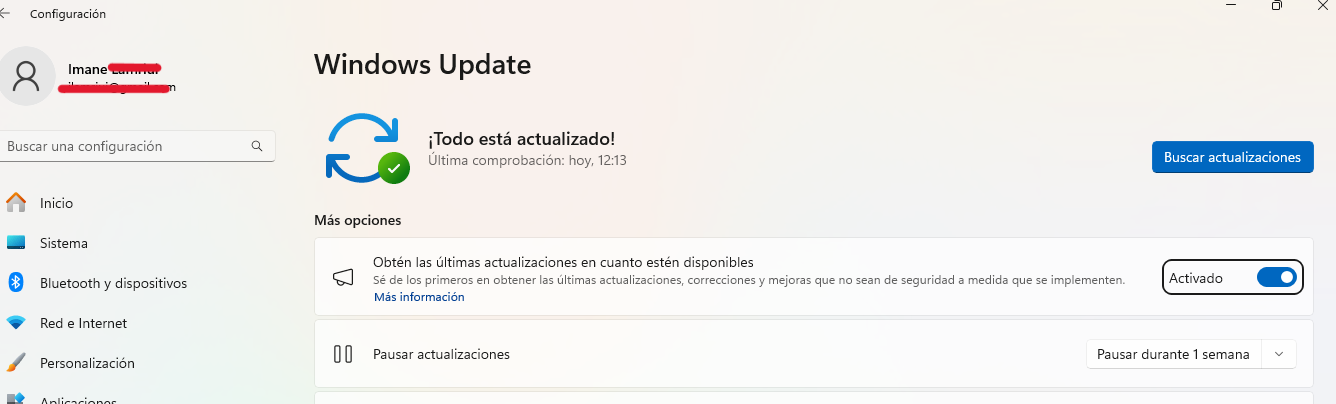 Configuración
Imane
Buscar una configuración
Inicio
Sistema
Bluetooth y dispositivos
Red e Internet
Personalización
Aplicaciones
Windows Update
¡Todo está actualizado!
Última comprobación: hoy, 12:13
Buscar actualizaciones
Más opciones
Obtén las últimas actualizaciones en cuanto estén disponibles
Sé de los primeros en obtener las últimas actualizaciones, correcciones y mejoras que no sean de seguridad a medida que se implementen.
Más información
Activado
Pausar actualizaciones
Pausar durante 1 semana